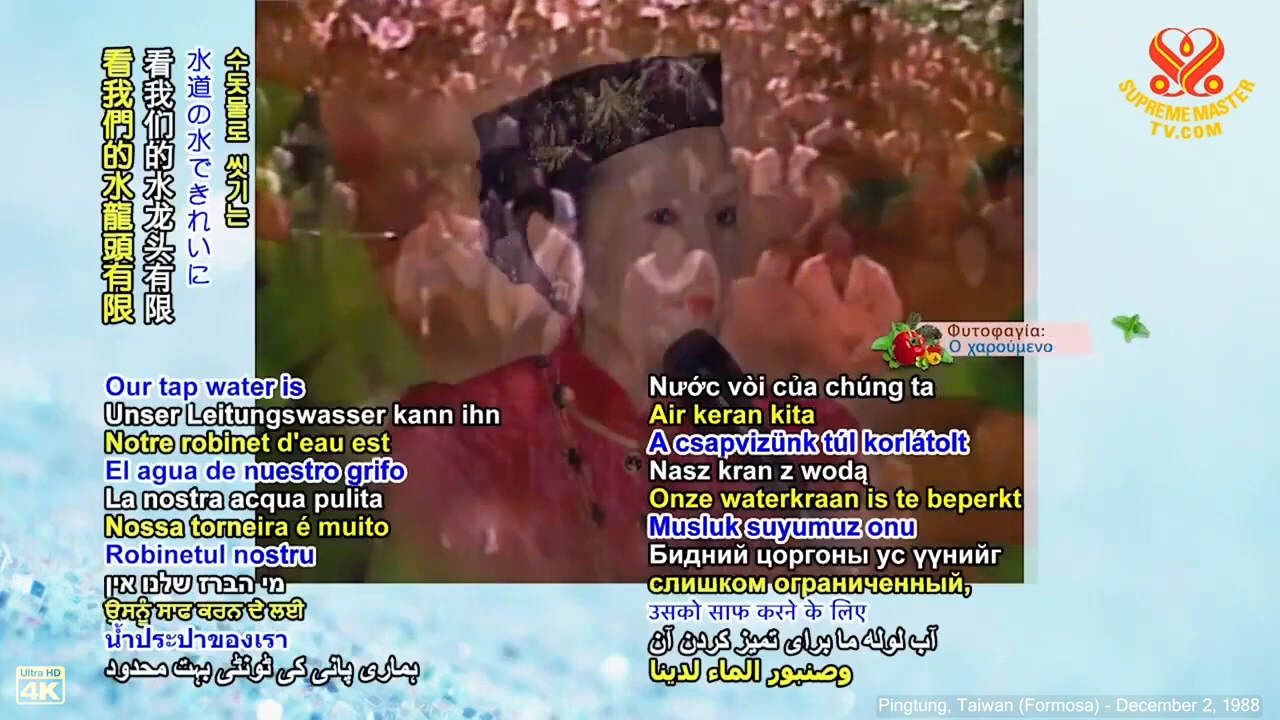 看我們的水龍頭有限
看我们的水龙头有限
水道の水できれいに
수돗물로 씻기는
SUPREME MASTER
TV.COM
Φυτοφαγία:
Ο χαρούμενο
Our tap water is
Unser Leitungswasser kann ihn
Notre robinet d'eau est
El agua de nuestro grifo
La nostra acqua pulita
Nossa torneira é muito
Robinetul nostru
מי הברז שלנו אין
ਉਸਨੂੰ ਸਾਫ ਕਰਨ ਦੇ ਲਈ
น้ำประปาของเรา
ہماری پانی کی ٹونٹی بہت محدود
Nước vòi của chúng ta
Air keran kita
A csapvizünk túl korlátolt
Nasz kran z wodą
Onze waterkraan is te beperkt
Musluk suyumuz onu
Бидний цоргоны ус үүнийг
слишком ограниченный,
उसको साफ करने के लिए
آب لوله ما برای تمیز کردن آن
وصنبور الماء لدينا
Ultra HD
4K
Pingtung, Taiwan (Formosa) - December 2, 1988